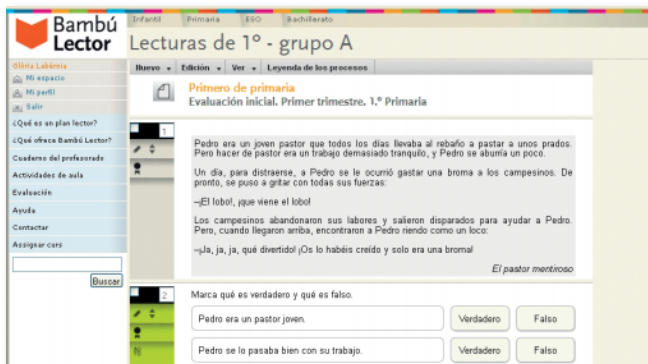 Bambú
Lector
Infantil Primaria ESO Bachillerato
Lecturas de 1º - grupo A
Glòria Labèrnia
Mi espacio
Mi perfil
Salir
¿Qué es un plan lector?
¿Qué ofrece Bambú Lector?
Cuaderno del profesorado
Actividades de aula
Evaluación
Ayuda
Contactar
Assignar curs
Buscar
Nuevo Edición Ver Leyenda de los procesos
Primero de primaria
Evaluación inicial. Primer trimestre. 1.º Primaria
1
Pedro era un joven pastor que todos los días llevaba al rebaño a pastar a unos prados.
Pero hacer de pastor era un trabajo demasiado tranquilo, y Pedro se aburría un poco.
Un día, para distraerse, a Pedro se le ocurrió gastar una broma a los campesinos. De
pronto, se puso a gritar con todas sus fuerzas:
–¡El lobo!, ¡que viene el lobo!
Los campesinos abandonaron sus labores y salieron disparados para ayudar a Pedro.
Pero, cuando llegaron arriba, encontraron a Pedro riendo como un loco:
–¡Ja, ja, ja, qué divertido! ¡Os lo habéis creído y solo era una broma!
El pastor mentiroso
2
Marca qué es verdadero y qué es falso.
Pedro era un pastor joven. Verdadero Falso
Pedro se lo pasaba bien con su trabajo. Verdadero Falso